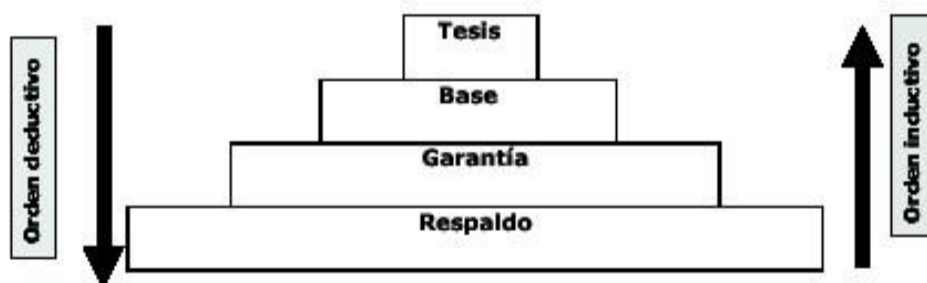 Orden deductivo
Tesis
Base
Garantía
Respaldo
Orden inductivo